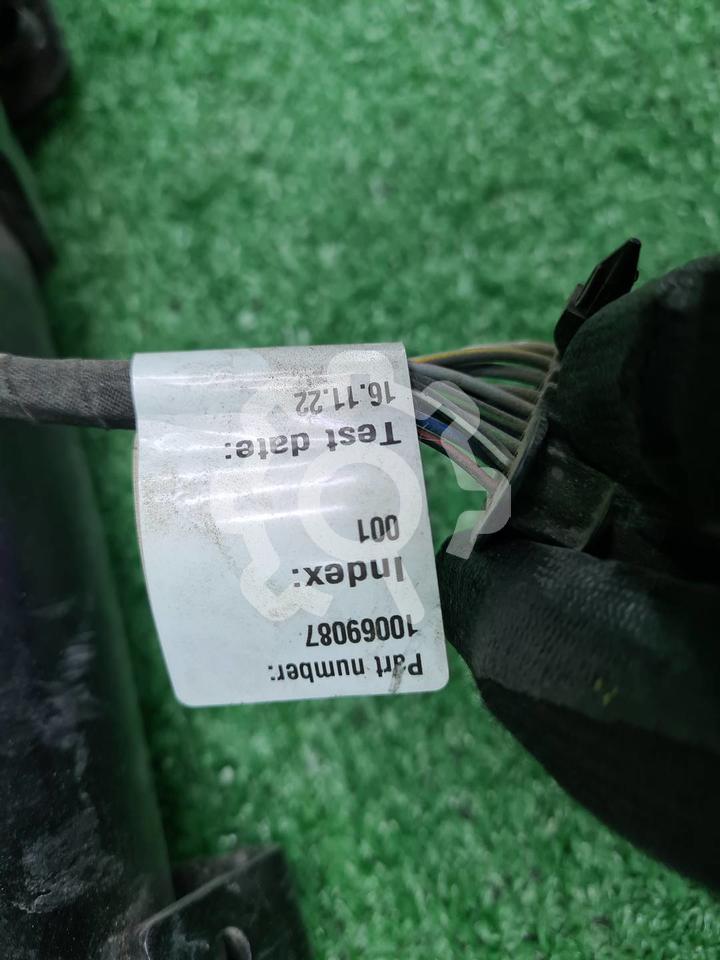 Part number:
10069087
Index:
001
Test date:
16.11.22